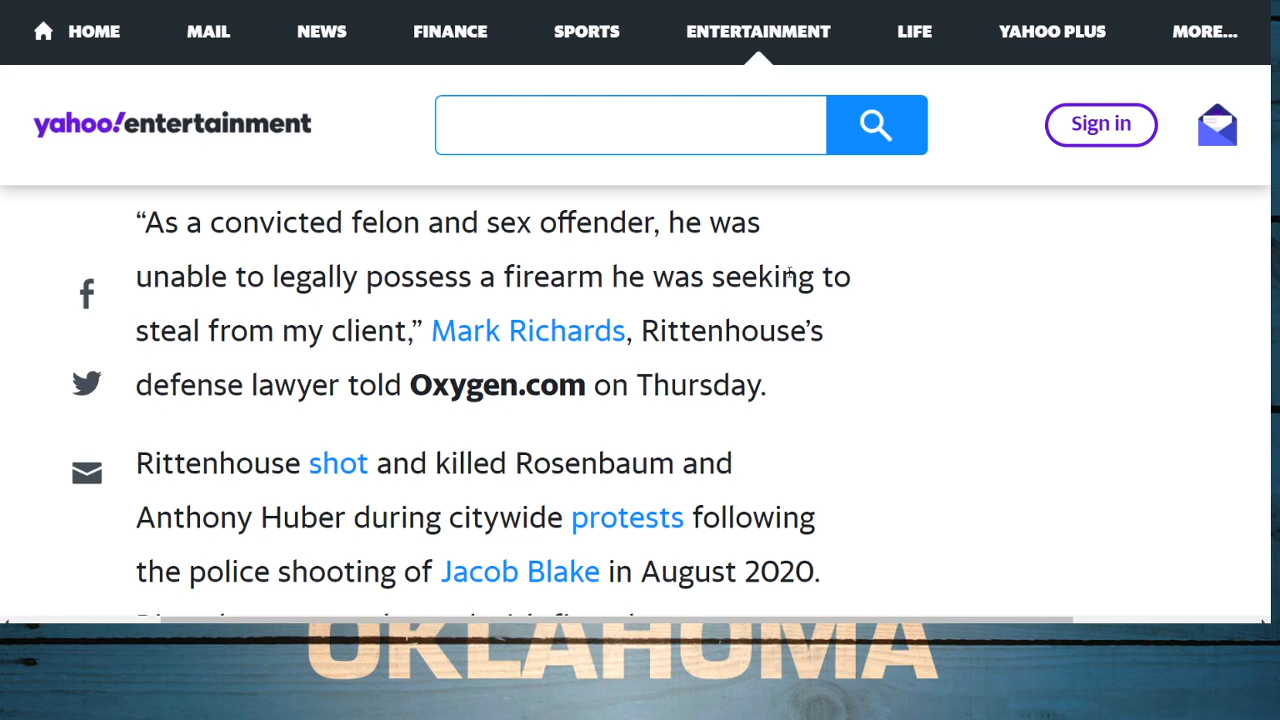 HOME MAIL NEWS FINANCE SPORTS ENTERTAINMENT LIFE YAHOO PLUS MORE...
yahoo!entertainment
Sign in
“As a convicted felon and sex offender, he was
unable to legally possess a firearm he was seeking to
steal from my client,” Mark Richards, Rittenhouse’s
defense lawyer told Oxygen.com on Thursday.
Rittenhouse shot and killed Rosenbaum and
Anthony Huber during citywide protests following
the police shooting of Jacob Blake in August 2020.
OKLAHOMA